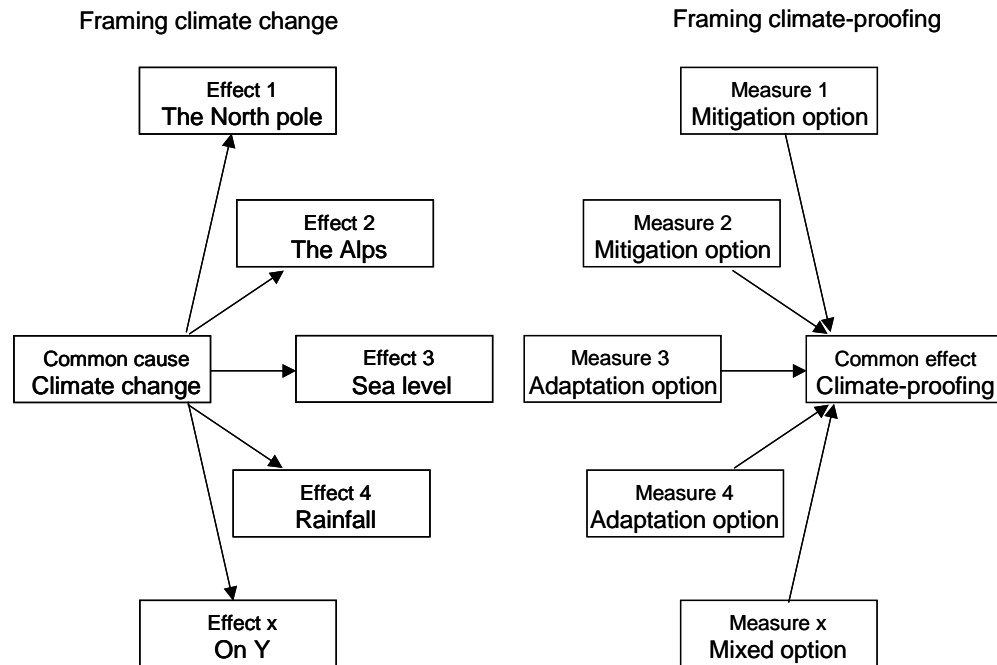 Framing climate change
Effect 1
The North pole
Effect 2
The Alps
Common cause
Climate change
Effect 3
Sea level
Effect 4
Rainfall
Effect x
On Y
Framing climate-proofing
Measure 1
Mitigation option
Measure 2
Mitigation option
Measure 3
Adaptation option
Common effect
Climate-proofing
Measure 4
Adaptation option
Measure x
Mixed option